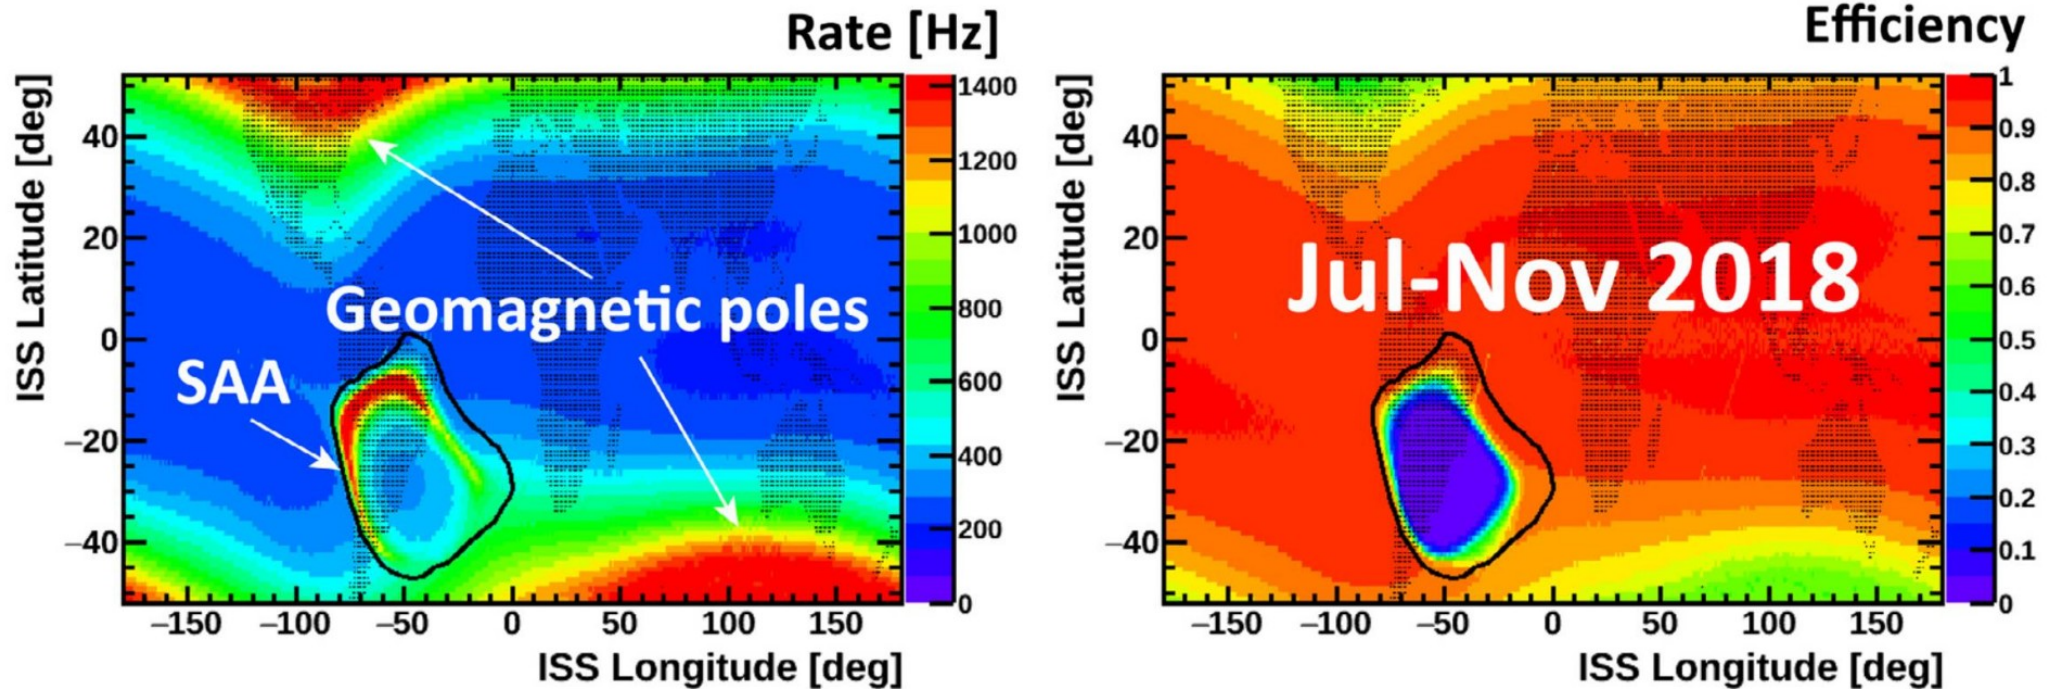 Rate [Hz]
ISS Latitude [deg]
40
20
0
−20
−40
−150 −100 −50 0 50 100 150
ISS Longitude [deg]
1400
1200
1000
800
600
400
200
0
Geomagnetic poles
SAA
Efficiency
ISS Latitude [deg]
40
20
0
−20
−40
−150 −100 −50 0 50 100 150
ISS Longitude [deg]
1
0.9
0.8
0.7
0.6
0.5
0.4
0.3
0.2
0.1
0
Jul-Nov 2018